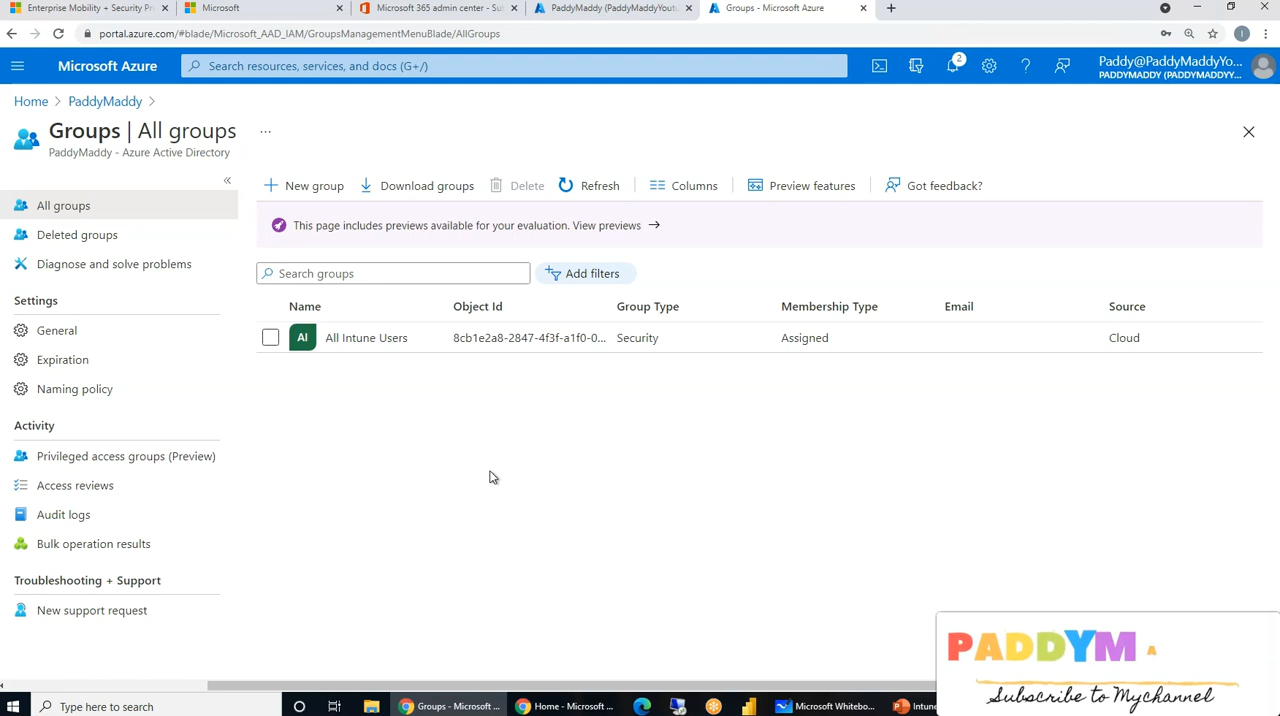 Enterprise Mobility + Security Pr
Microsoft
Microsoft 365 admin center - Su
PaddyMaddy (PaddyMaddyYoutu
Groups - Microsoft Azure
portal.azure.com/#blade/Microsoft_AAD_IAM/GroupsManagementMenuBlade/AllGroups
Microsoft Azure
Search resources, services, and docs (G+/)
2
Paddy@PaddyMaddyYo...
PADDYMADDY (PADDYMADDYY...
Home > PaddyMaddy >
Groups | All groups ...
PaddyMaddy - Azure Active Directory
All groups
Deleted groups
Diagnose and solve problems
Settings
General
Expiration
Naming policy
Activity
Privileged access groups (Preview)
Access reviews
Audit logs
Bulk operation results
Troubleshooting + Support
New support request
New group
Download groups
Delete
Refresh
Columns
Preview features
Got feedback?
This page includes previews available for your evaluation. View previews →
Search groups
Add filters
Name Object Id Group Type Membership Type Email Source
AI All Intune Users 8cb1e2a8-2847-4f3f-a1f0-0... Security Assigned Cloud
PADDYM A
Subscribe to Mychannel
Type here to search
Groups - Microsoft ...
Home - Microsoft ...
Microsoft Whitebo...
Intune